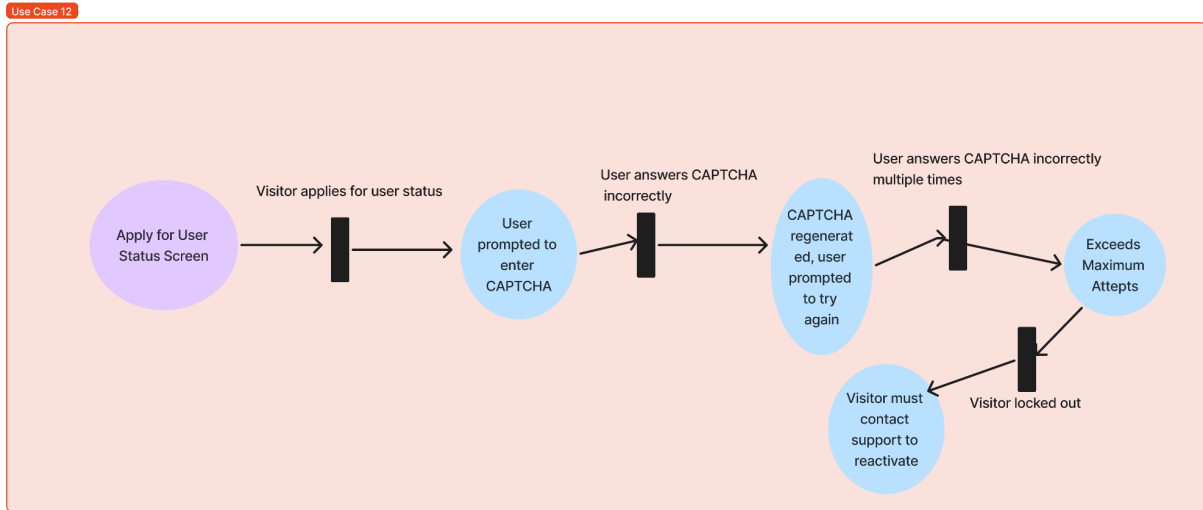 Use Case 12
Apply for User
Status Screen
Visitor applies for user status
User
prompted to
enter
CAPTCHA
User answers CAPTCHA
incorrectly
CAPTCHA
regenerat
ed, user
prompted
to try
again
User answers CAPTCHA incorrectly
multiple times
Exceeds
Maximum
Attepts
Visitor locked out
Visitor must
contact
support to
reactivate